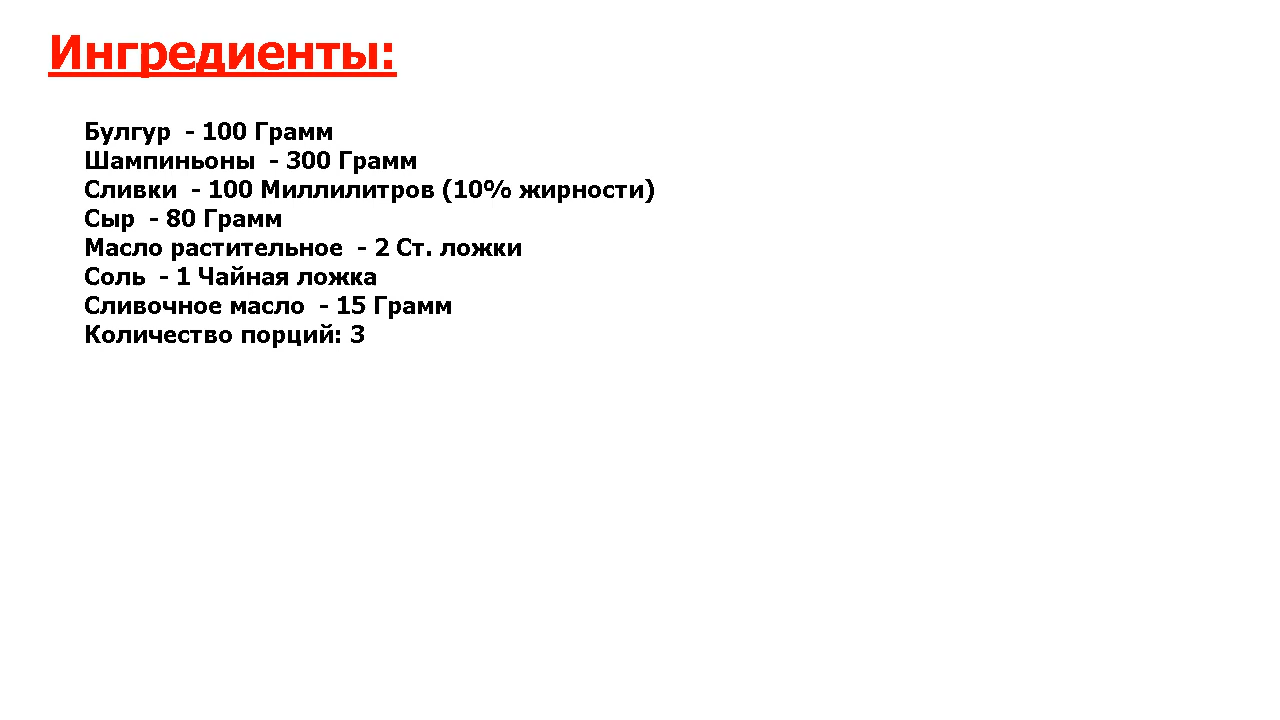 Ингредиенты:
Булгур  - 100 Грамм
Шампиньоны  - 300 Грамм
Сливки  - 100 Миллилитров (10% жирности)
Сыр  - 80 Грамм
Масло растительное  - 2 Ст. ложки
Соль  - 1 Чайная ложка
Сливочное масло  - 15 Грамм
Количество порций: 3